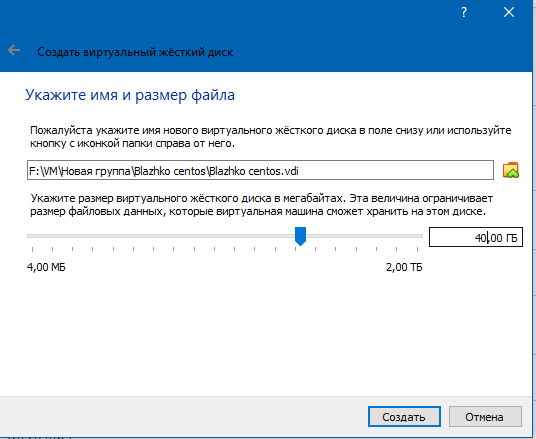 ?
Создать виртуальный жёсткий диск
Укажите имя и размер файла
Пожалуйста укажите имя нового виртуального жёсткого диска в поле снизу или используйте
кнопку с иконкой папки справа от него.
F:\VM\Новая группа\Blazhko centos\Blazhko centos.vdi
Укажите размер виртуального жёсткого диска в мегабайтах. Эта величина ограничивает
размер файловых данных, которые виртуальная машина сможет хранить на этом диске.
40,00 ГБ
4,00 МБ 2,00 ТБ
Создать Отмена